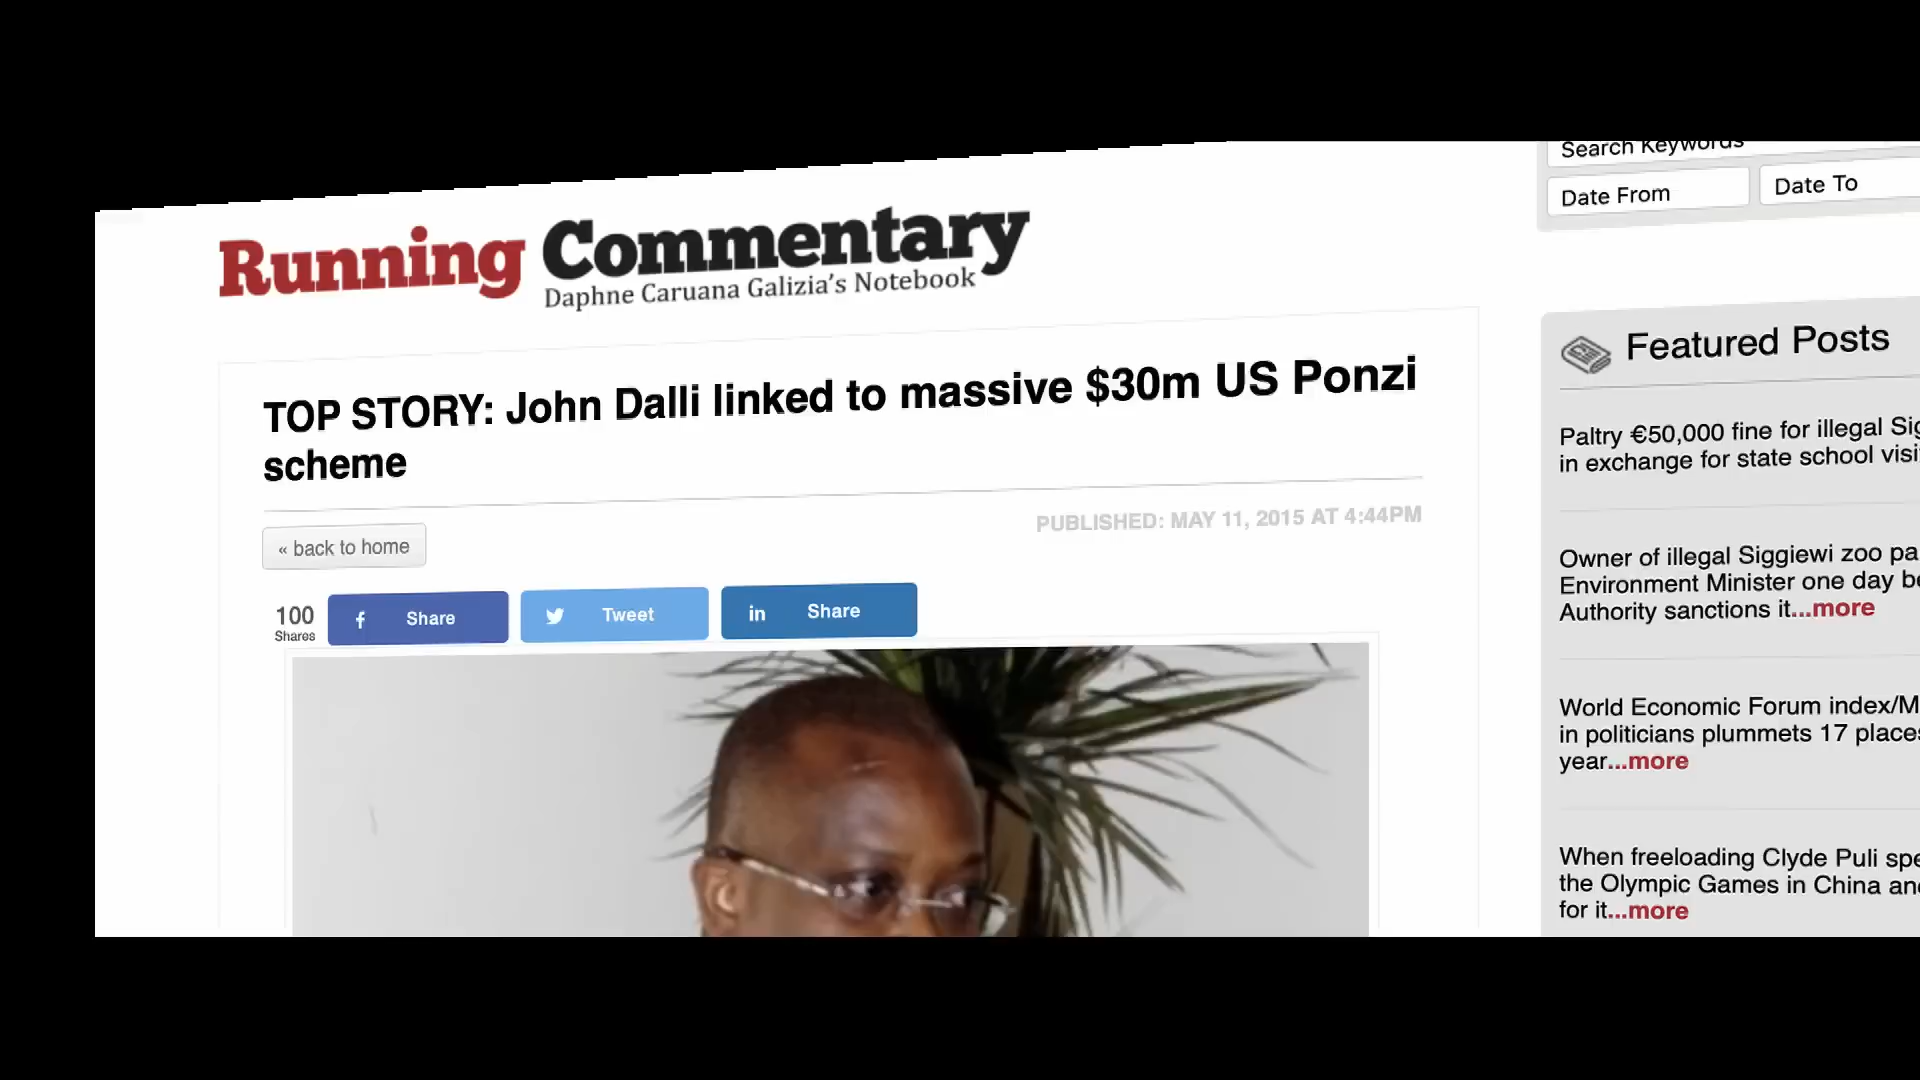 Running Commentary
Daphne Caruana Galizia's Notebook
TOP STORY: John Dalli linked to massive $30m US Ponzi
scheme
PUBLISHED: MAY 11, 2015 AT 4:44PM
« back to home
100
Shares
Share
Tweet
in Share
Search Keywords
Date From
Date To
Featured Posts
Paltry €50,000 fine for illegal
in exchange for state school
Owner of illegal Siggiewi zoo
Environment Minister one day
Authority sanctions it...more
World Economic Forum
in politicians plummets 17
year...more
When freeloading Clyde Puli
the Olympic Games in China
for it...more